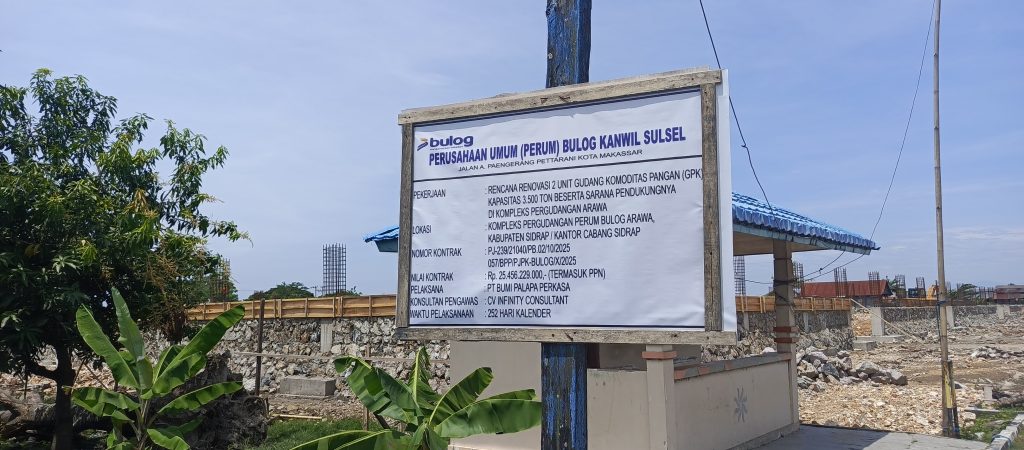 bulog
PERUSAHAAN UMUM (PERUM) BULOG KANWIL SULSEL
JALAN A. PAENGERANG PETTARANI KOTA MAKASSAR
PEKERJAAN : RENCANA RENOVASI 2 UNIT GUDANG KOMODITAS PANGAN (GPK)
KAPASITAS 3.500 TON BESERTA SARANA PENDUKUNGNYA
DI KOMPLEKS PERGUDANGAN ARAWA
LOKASI : KOMPLEKS PERGUDANGAN PERUM BULOG ARAWA,
KABUPATEN SIDRAP / KANTOR CABANG SIDRAP
NOMOR KONTRAK : PJ-239/21040/PB.02/10/2025
057/BPP/PJPK-BULOG/X/2025
NILAI KONTRAK : Rp. 25.456.229.000,- (TERMASUK PPN)
PELAKSANA : PT BUMI PALAPA PERKASA
KONSULTAN PENGAWAS : CV INFINITY CONSULTANT
WAKTU PELAKSANAAN : 252 HARI KALENDER